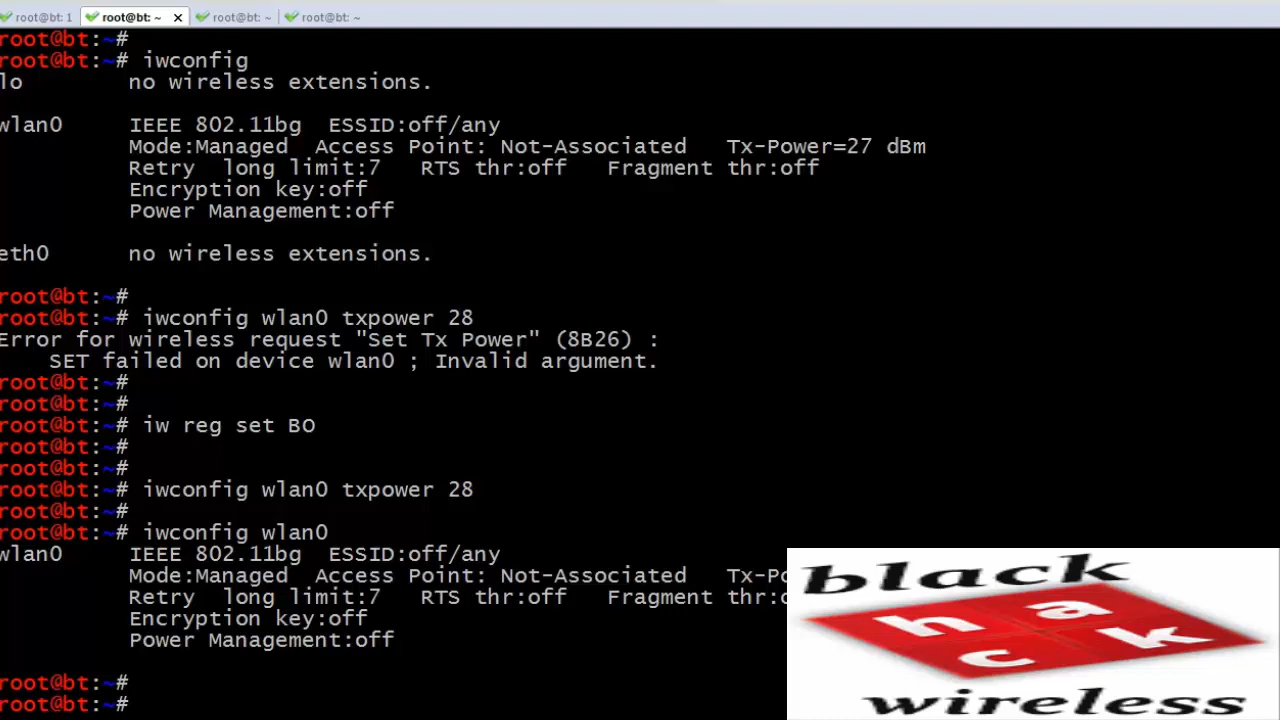 root@bt: 1 root@bt: ~ root@bt: ~ root@bt: ~
root@bt:~#
root@bt:~# iwconfig
lo no wireless extensions.
wlan0 IEEE 802.11bg ESSID:off/any
Mode:Managed Access Point: Not-Associated Tx-Power=27 dBm
Retry long limit:7 RTS thr:off Fragment thr:off
Encryption key:off
Power Management:off
eth0 no wireless extensions.
root@bt:~#
root@bt:~# iwconfig wlan0 txpower 28
Error for wireless request "Set Tx Power" (8B26) :
SET failed on device wlan0 ; Invalid argument.
root@bt:~#
root@bt:~#
root@bt:~# iw reg set BO
root@bt:~#
root@bt:~#
root@bt:~# iwconfig wlan0 txpower 28
root@bt:~#
root@bt:~# iwconfig wlan0
wlan0 IEEE 802.11bg ESSID:off/any
Mode:Managed Access Point: Not-Associated Tx-Po
Retry long limit:7 RTS thr:off Fragment thr:o
Encryption key:off
Power Management:off
root@bt:~#
root@bt:~#
black
ha
ck
wireless